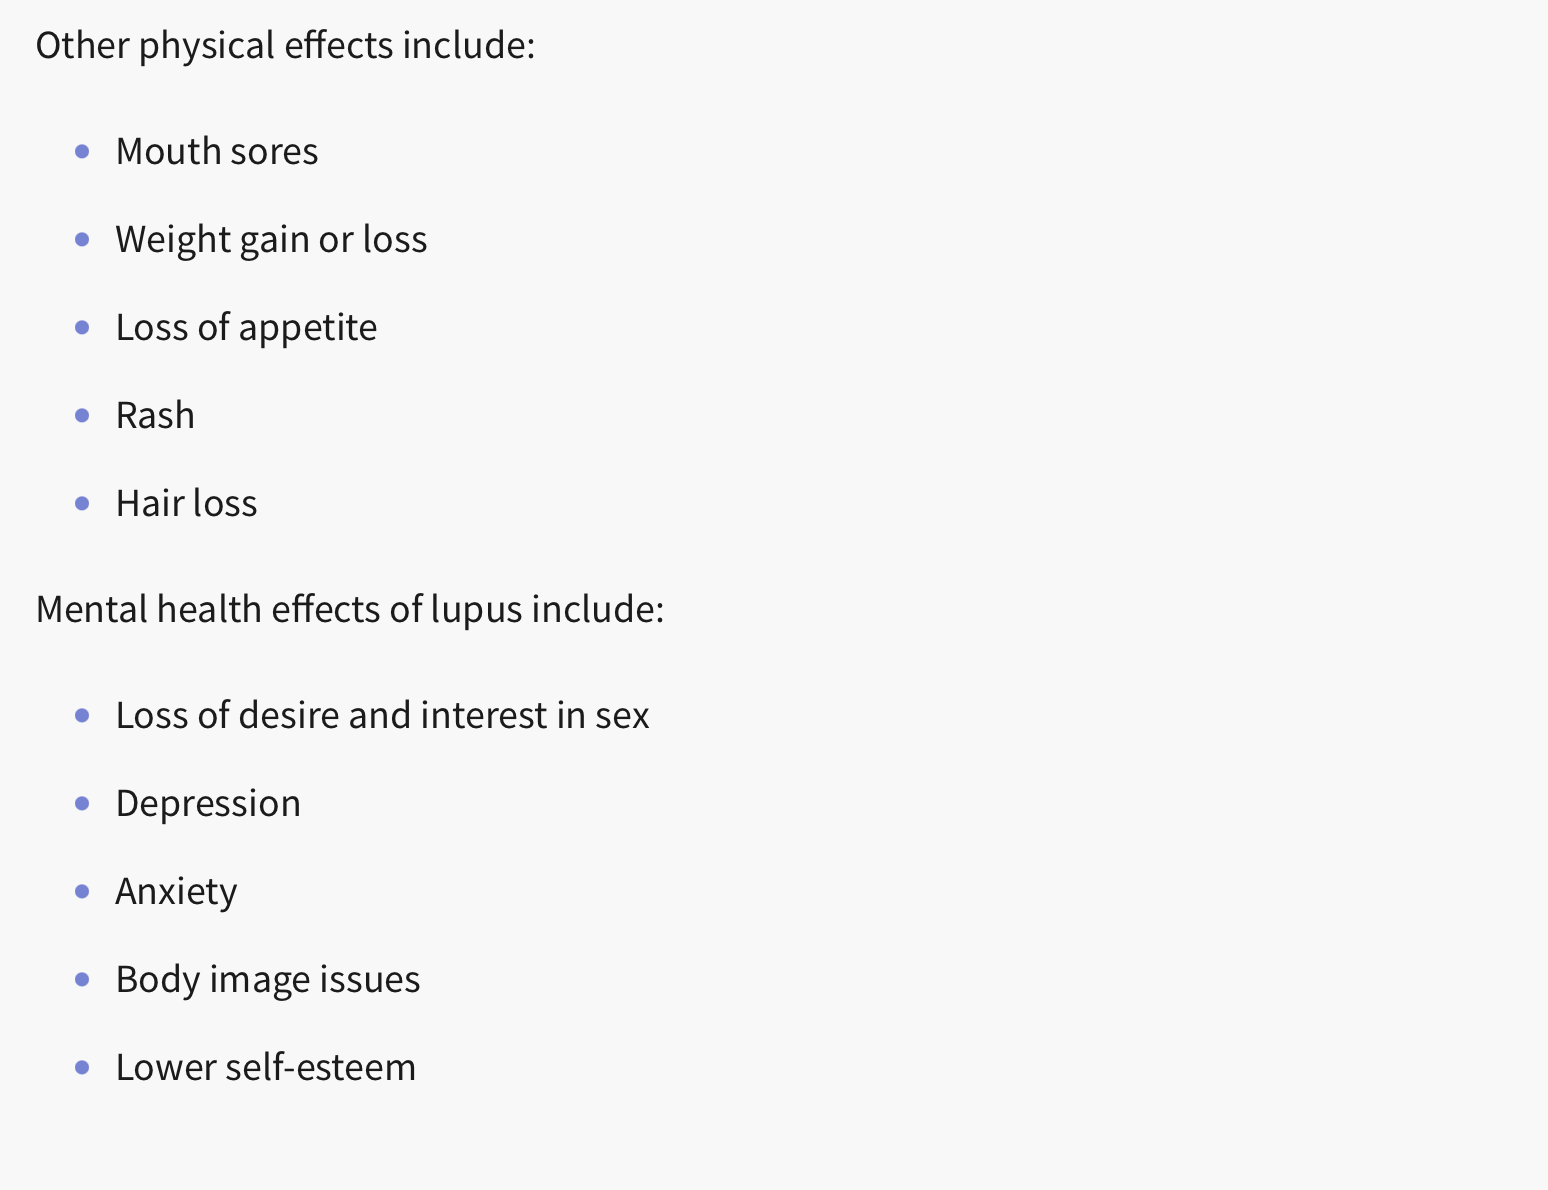 Other physical effects include:
Mouth sores
Weight gain or loss
Loss of appetite
Rash
Hair loss
Mental health effects of lupus include:
Loss of desire and interest in sex
Depression
Anxiety
Body image issues
Lower self-esteem